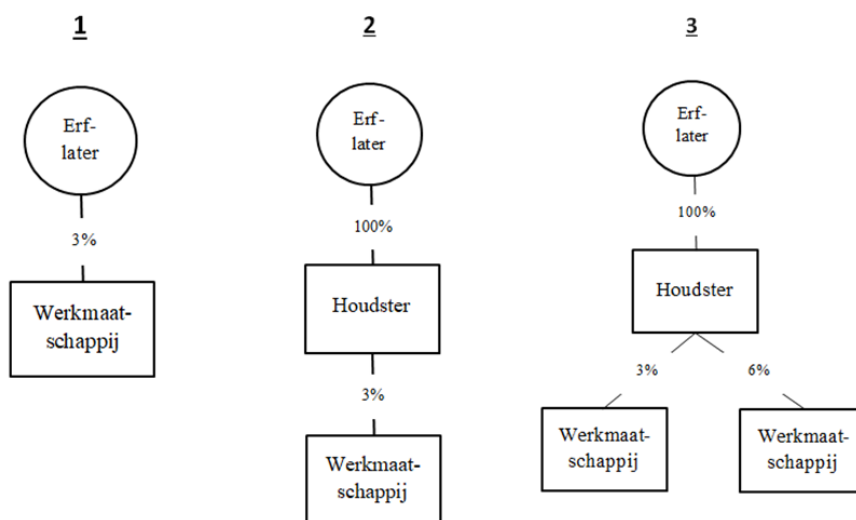 1
Erf-
later
3%
Werkmaat-
schappij
2
Erf-
later
100%
Houdster
3%
Werkmaat-
schappij
3
Erf-
later
100%
Houdster
3%
6%
Werkmaat-
schappij
Werkmaat-
schappij